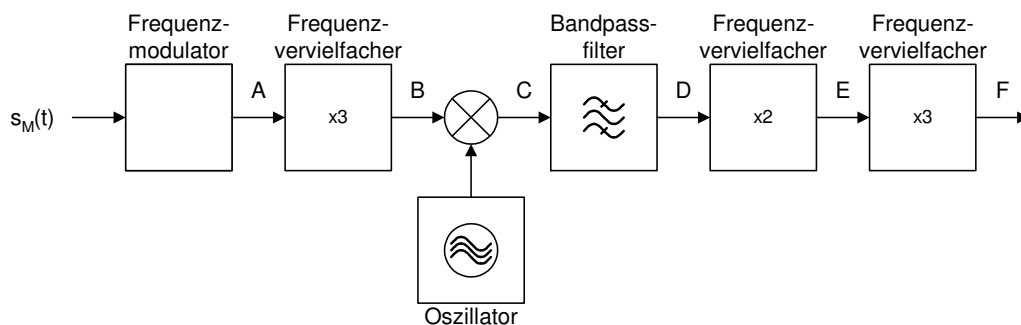 Frequenz-
modulator
Frequenz-
vervielfacher
Bandpass-
filter
Frequenz-
vervielfacher
Frequenz-
vervielfacher
s_M(t)
A
x3
B
C
D
x2
E
x3
F
Oszillator